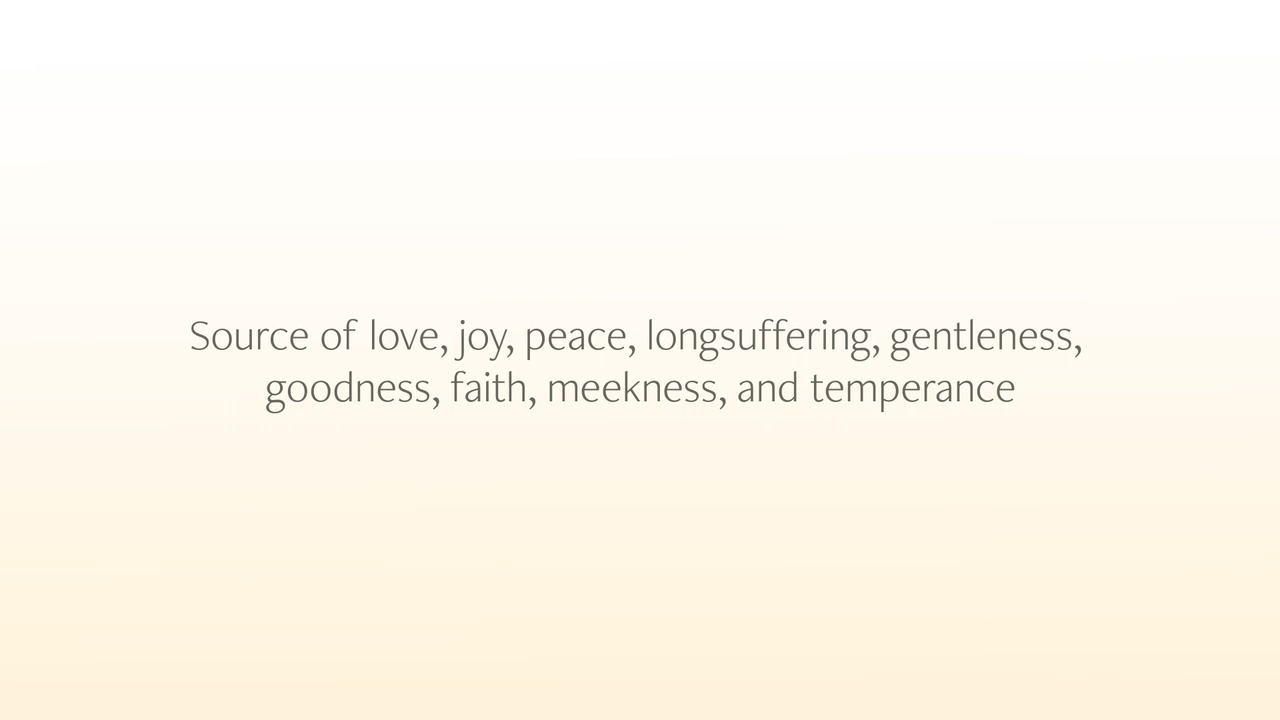 Source of love, joy, peace, longsuffering, gentleness,
goodness, faith, meekness, and temperance